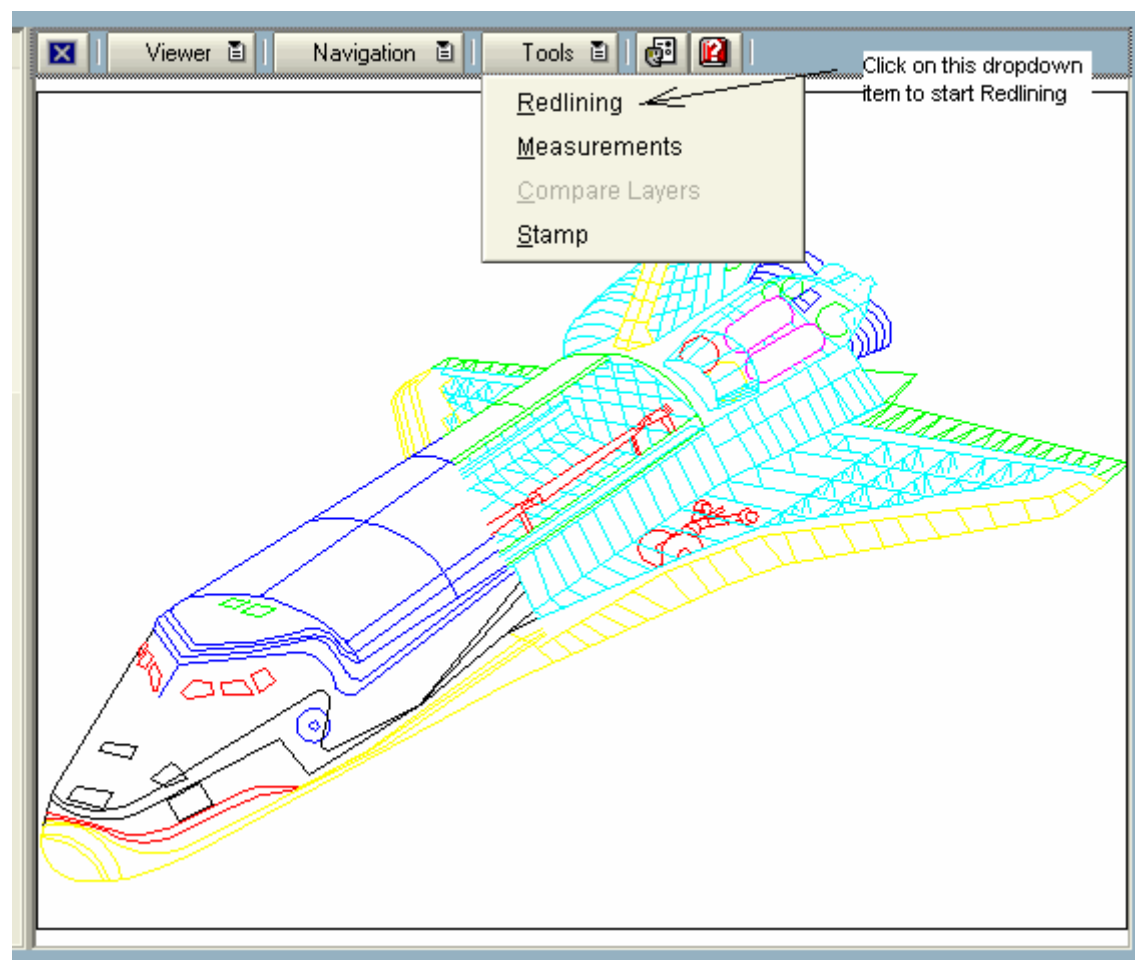 Viewer
Navigation
Tools
Click on this dropdown
item to start Redlining
Redlining
Measurements
Compare Layers
Stamp